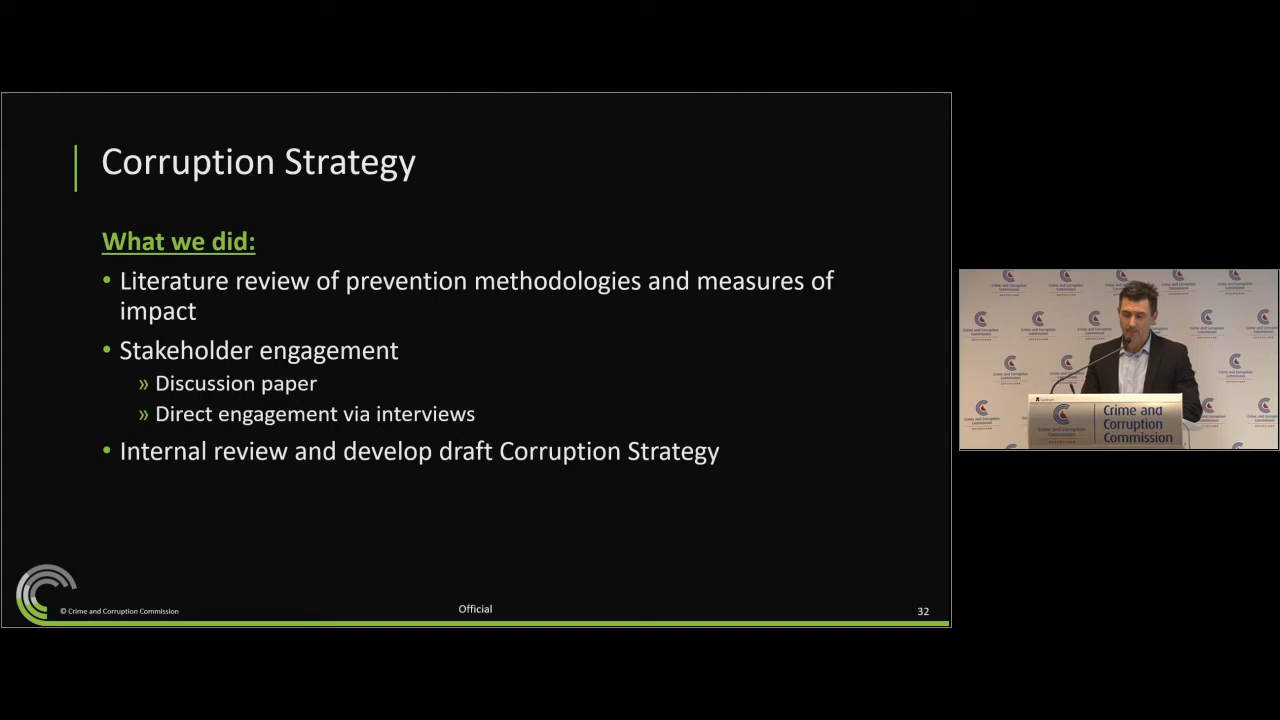 Corruption Strategy
What we did:
• Literature review of prevention methodologies and measures of
impact
• Stakeholder engagement
» Discussion paper
» Direct engagement via interviews
• Internal review and develop draft Corruption Strategy
© Crime and Corruption Commission
Official
32
Crime and
Corruption
Commission